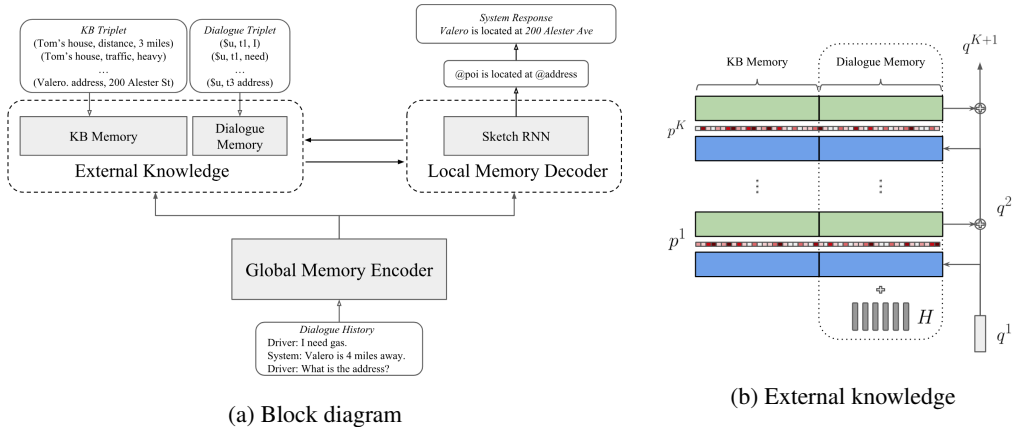 KB Triplet
(Tom's house, distance, 3 miles)
(Tom's house, traffic, heavy)
…
(Valero. address, 200 Alester St)
Dialogue Triplet
($u, t1, I)
($u, t1, need)
…
($u, t3 address)
System Response
Valero is located at 200 Alester Ave
@poi is located at @address
KB Memory
Dialogue
Memory
External Knowledge
Sketch RNN
Local Memory Decoder
Global Memory Encoder
Dialogue History
Driver: I need gas.
System: Valero is 4 miles away.
Driver: What is the address?
(a) Block diagram
q^{K+1}
KB Memory
Dialogue Memory
p^K
q^2
p^1
H
q^1
(b) External knowledge